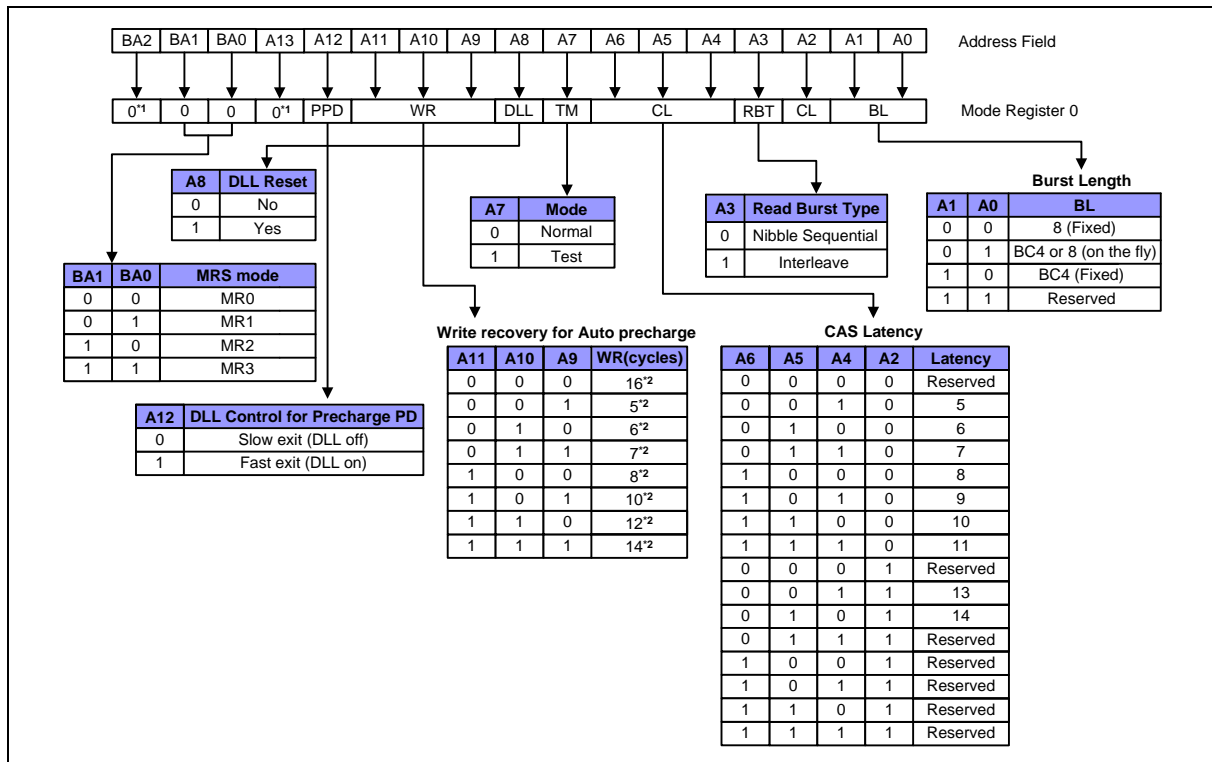 BA2 BA1 BA0 A13 A12 A11 A10 A9 A8 A7 A6 A5 A4 A3 A2 A1 A0 Address Field
0*1 0 0 0*1 PPD WR DLL TM CL RBT CL BL Mode Register 0
A8 DLL Reset
0 No
1 Yes
A7 Mode
0 Normal
1 Test
A3 Read Burst Type
0 Nibble Sequential
1 Interleave
Burst Length
A1 A0 BL
0 0 8 (Fixed)
0 1 BC4 or 8 (on the fly)
1 0 BC4 (Fixed)
1 1 Reserved
BA1 BA0 MRS mode
0 0 MR0
0 1 MR1
1 0 MR2
1 1 MR3
A12 DLL Control for Precharge PD
0 Slow exit (DLL off)
1 Fast exit (DLL on)
Write recovery for Auto precharge
A11 A10 A9 WR(cycles)
0 0 0 16*2
0 0 1 5*2
0 1 0 6*2
0 1 1 7*2
1 0 0 8*2
1 0 1 10*2
1 1 0 12*2
1 1 1 14*2
CAS Latency
A6 A5 A4 A2 Latency
0 0 0 0 Reserved
0 0 1 0 5
0 1 0 0 6
0 1 1 0 7
1 0 0 0 8
1 0 1 0 9
1 1 0 0 10
1 1 1 0 11
0 0 0 1 Reserved
0 0 1 1 13
0 1 0 1 14
0 1 1 1 Reserved
1 0 0 1 Reserved
1 0 1 1 Reserved
1 1 0 1 Reserved
1 1 1 1 Reserved